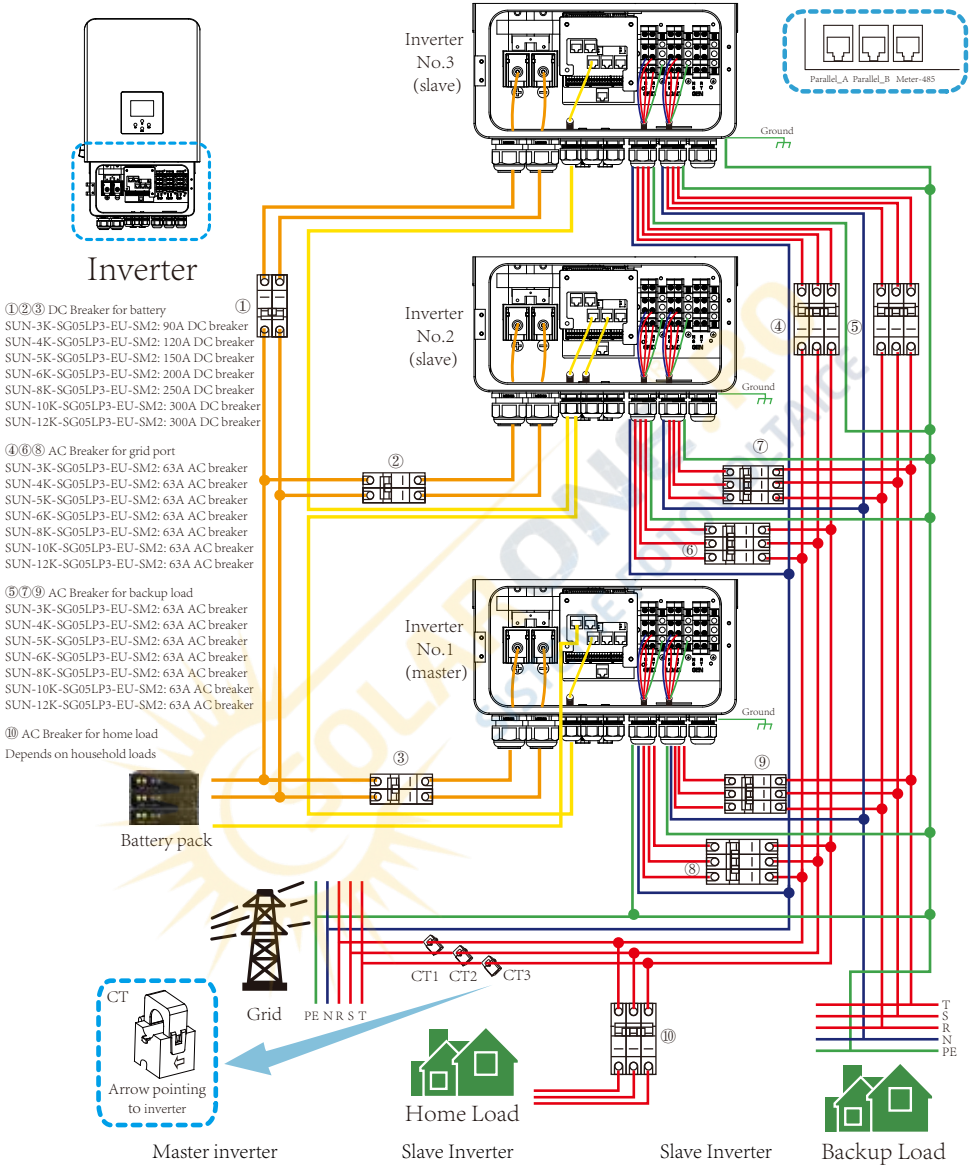 Inverter
No.3
(slave)
Parallel_A Parallel_B Meter-485
Ground
Inverter
①②③ DC Breaker for battery
SUN-3K-SG05LP3-EU-SM2: 90A DC breaker
SUN-4K-SG05LP3-EU-SM2: 120A DC breaker
SUN-5K-SG05LP3-EU-SM2: 150A DC breaker
SUN-6K-SG05LP3-EU-SM2: 200A DC breaker
SUN-8K-SG05LP3-EU-SM2: 250A DC breaker
SUN-10K-SG05LP3-EU-SM2: 300A DC breaker
SUN-12K-SG05LP3-EU-SM2: 300A DC breaker
④⑥⑧ AC Breaker for grid port
SUN-3K-SG05LP3-EU-SM2: 63A AC breaker
SUN-4K-SG05LP3-EU-SM2: 63A AC breaker
SUN-5K-SG05LP3-EU-SM2: 63A AC breaker
SUN-6K-SG05LP3-EU-SM2: 63A AC breaker
SUN-8K-SG05LP3-EU-SM2: 63A AC breaker
SUN-10K-SG05LP3-EU-SM2: 63A AC breaker
SUN-12K-SG05LP3-EU-SM2: 63A AC breaker
⑤⑦⑨ AC Breaker for backup load
SUN-3K-SG05LP3-EU-SM2: 63A AC breaker
SUN-4K-SG05LP3-EU-SM2: 63A AC breaker
SUN-5K-SG05LP3-EU-SM2: 63A AC breaker
SUN-6K-SG05LP3-EU-SM2: 63A AC breaker
SUN-8K-SG05LP3-EU-SM2: 63A AC breaker
SUN-10K-SG05LP3-EU-SM2: 63A AC breaker
SUN-12K-SG05LP3-EU-SM2: 63A AC breaker
⑩ AC Breaker for home load
Depends on household loads
①
Inverter
No.2
(slave)
Ground
④
⑤
②
⑦
⑥
Inverter
No.1
(master)
Ground
③
⑨
⑧
Battery pack
SISTEME FOTOVOLTAICE
Grid
PE N R S T
CT1 CT2 CT3
CT
Arrow pointing
to inverter
⑩
Home Load
T
S
R
N
PE
Backup Load
Master inverter
Slave Inverter
Slave Inverter